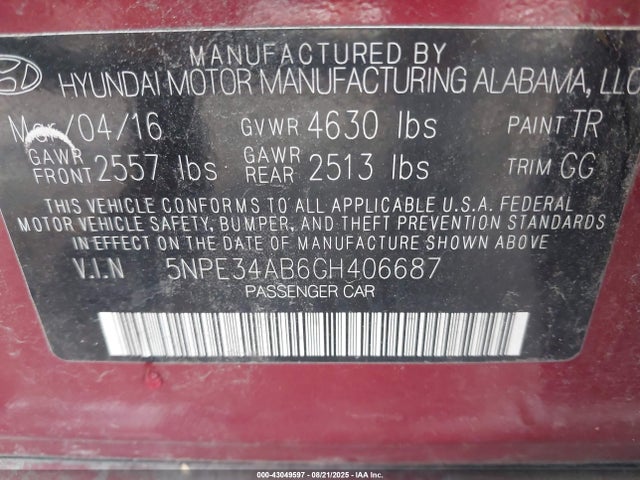 MANUFACTURED BY
HYUNDAI MOTOR MANUFACTURING ALABAMA, LLC
Mar/04/16 GVWR 4630 lbs PAINT TR
GAWR FRONT 2557 lbs GAWR REAR 2513 lbs TRIM GG
THIS VEHICLE CONFORMS TO ALL APPLICABLE U.S.A. FEDERAL
MOTOR VEHICLE SAFETY, BUMPER, AND THEFT PREVENTION STANDARDS
IN EFFECT ON THE DATE OF MANUFACTURE SHOWN ABOVE
V.I.N 5NPE34AB6GH406687
PASSENGER CAR
000-43049597 - 08/21/2025 - IAA Inc.